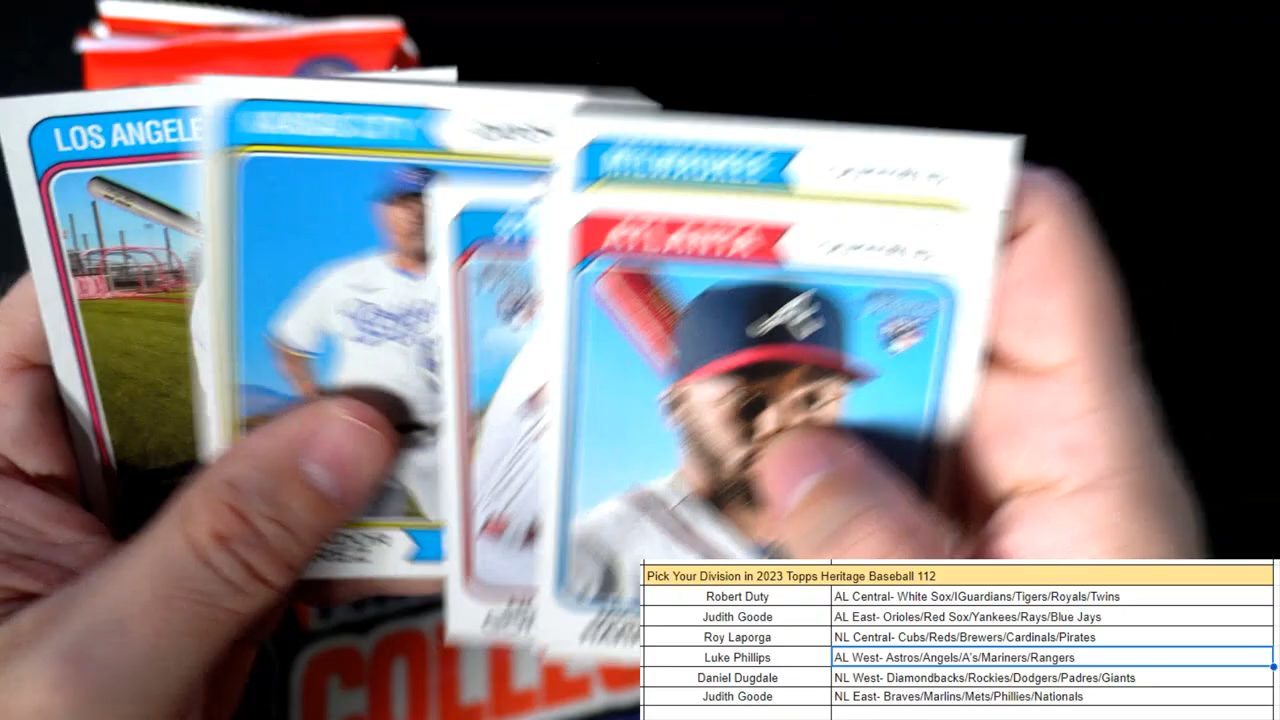 LOS ANGELE
MILWAUKEE
ATLANTA
COLLE
Pick Your Division in 2023 Topps Heritage Baseball 112
Robert Duty AL Central- White Sox/IGuardians/Tigers/Royals/Twins
Judith Goode AL East- Orioles/Red Sox/Yankees/Rays/Blue Jays
Roy Laporga NL Central- Cubs/Reds/Brewers/Cardinals/Pirates
Luke Phillips AL West- Astros/Angels/A's/Mariners/Rangers
Daniel Dugdale NL West- Diamondbacks/Rockies/Dodgers/Padres/Giants
Judith Goode NL East- Braves/Marlins/Mets/Phillies/Nationals